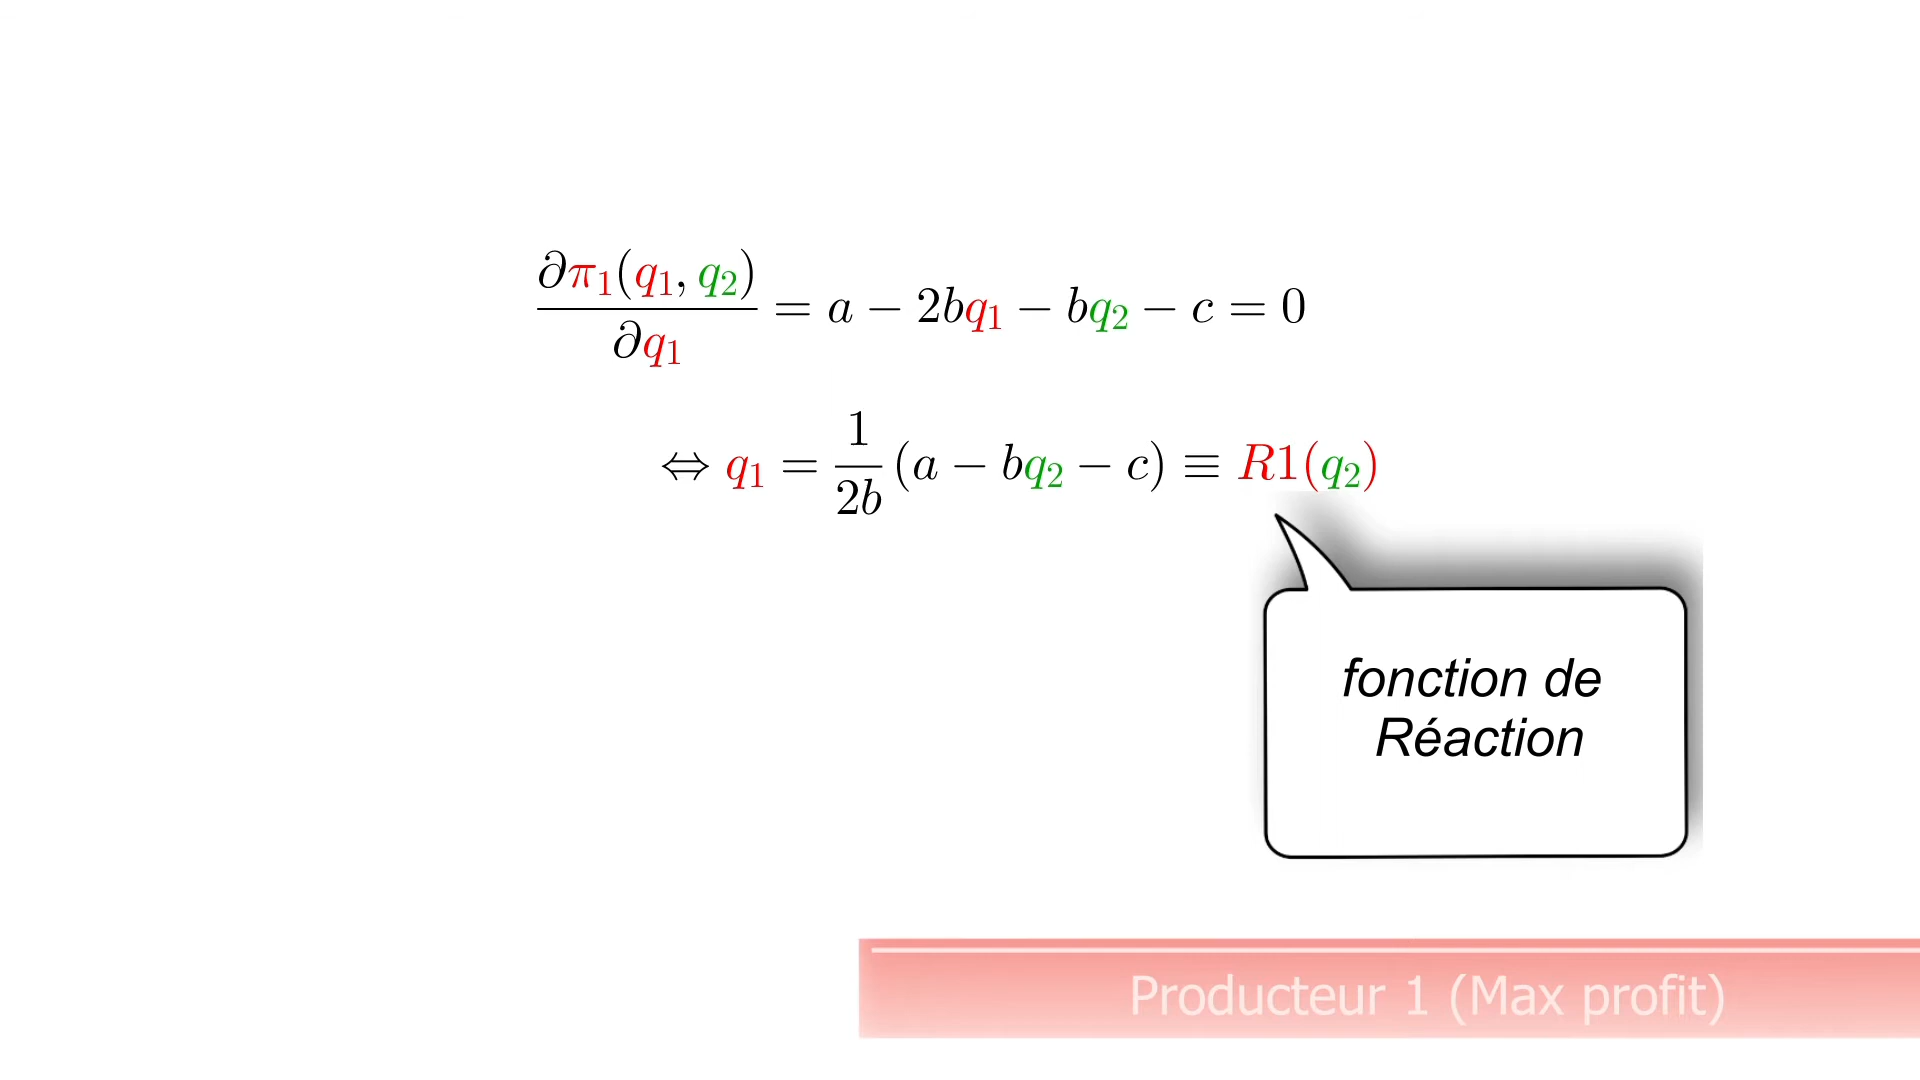 ∂π₁(q₁, q₂)/∂q₁ = a − 2bq₁ − bq₂ − c = 0
⇔ q₁ = 1/2b (a − bq₂ − c) ≡ R1(q₂)
fonction de
Réaction
Producteur 1 (Max profit)